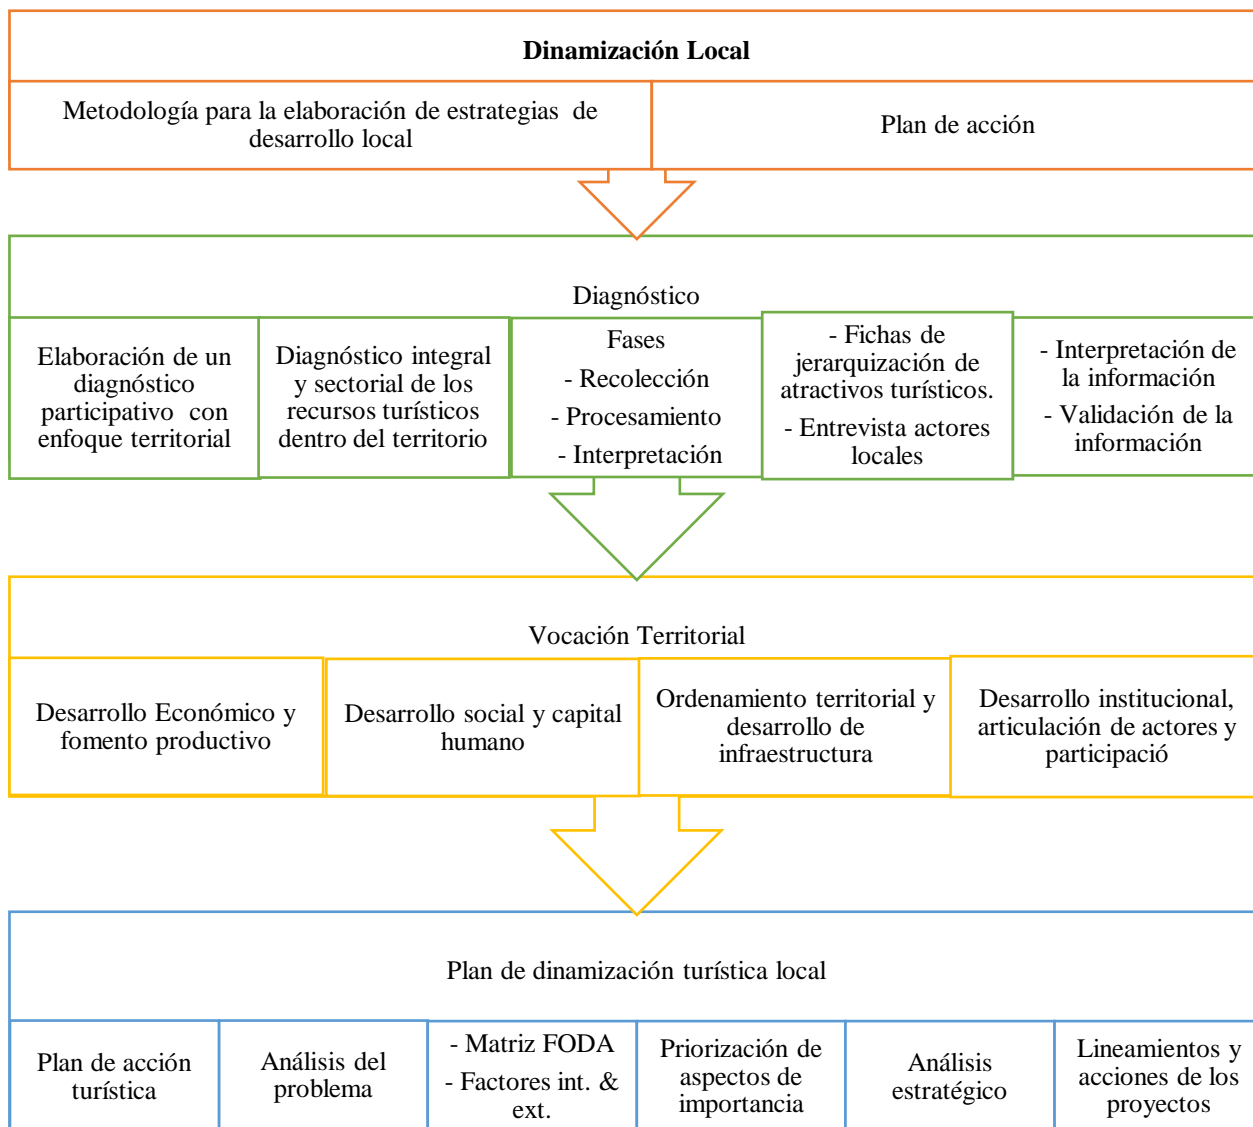 Dinamización Local
Metodología para la elaboración de estrategias de
desarrollo local
Plan de acción
Diagnóstico
Elaboración de un
diagnóstico
participativo con
enfoque territorial
Diagnóstico integral
y sectorial de los
recursos turísticos
dentro del territorio
Fases
- Recolección
- Procesamiento
- Interpretación
- Fichas de
jerarquización de
atractivos turísticos.
- Entrevista actores
locales
- Interpretación de
la información
- Validación de la
información
Vocación Territorial
Desarrollo Económico y
fomento productivo
Desarrollo social y capital
humano
Ordenamiento territorial y
desarrollo de
infraestructura
Desarrollo institucional,
articulación de actores y
participació
Plan de dinamización turística local
Plan de acción
turística
Análisis del
problema
- Matriz FODA
- Factores int. &
ext.
Priorización de
aspectos de
importancia
Análisis
estratégico
Lineamientos y
acciones de los
proyectos